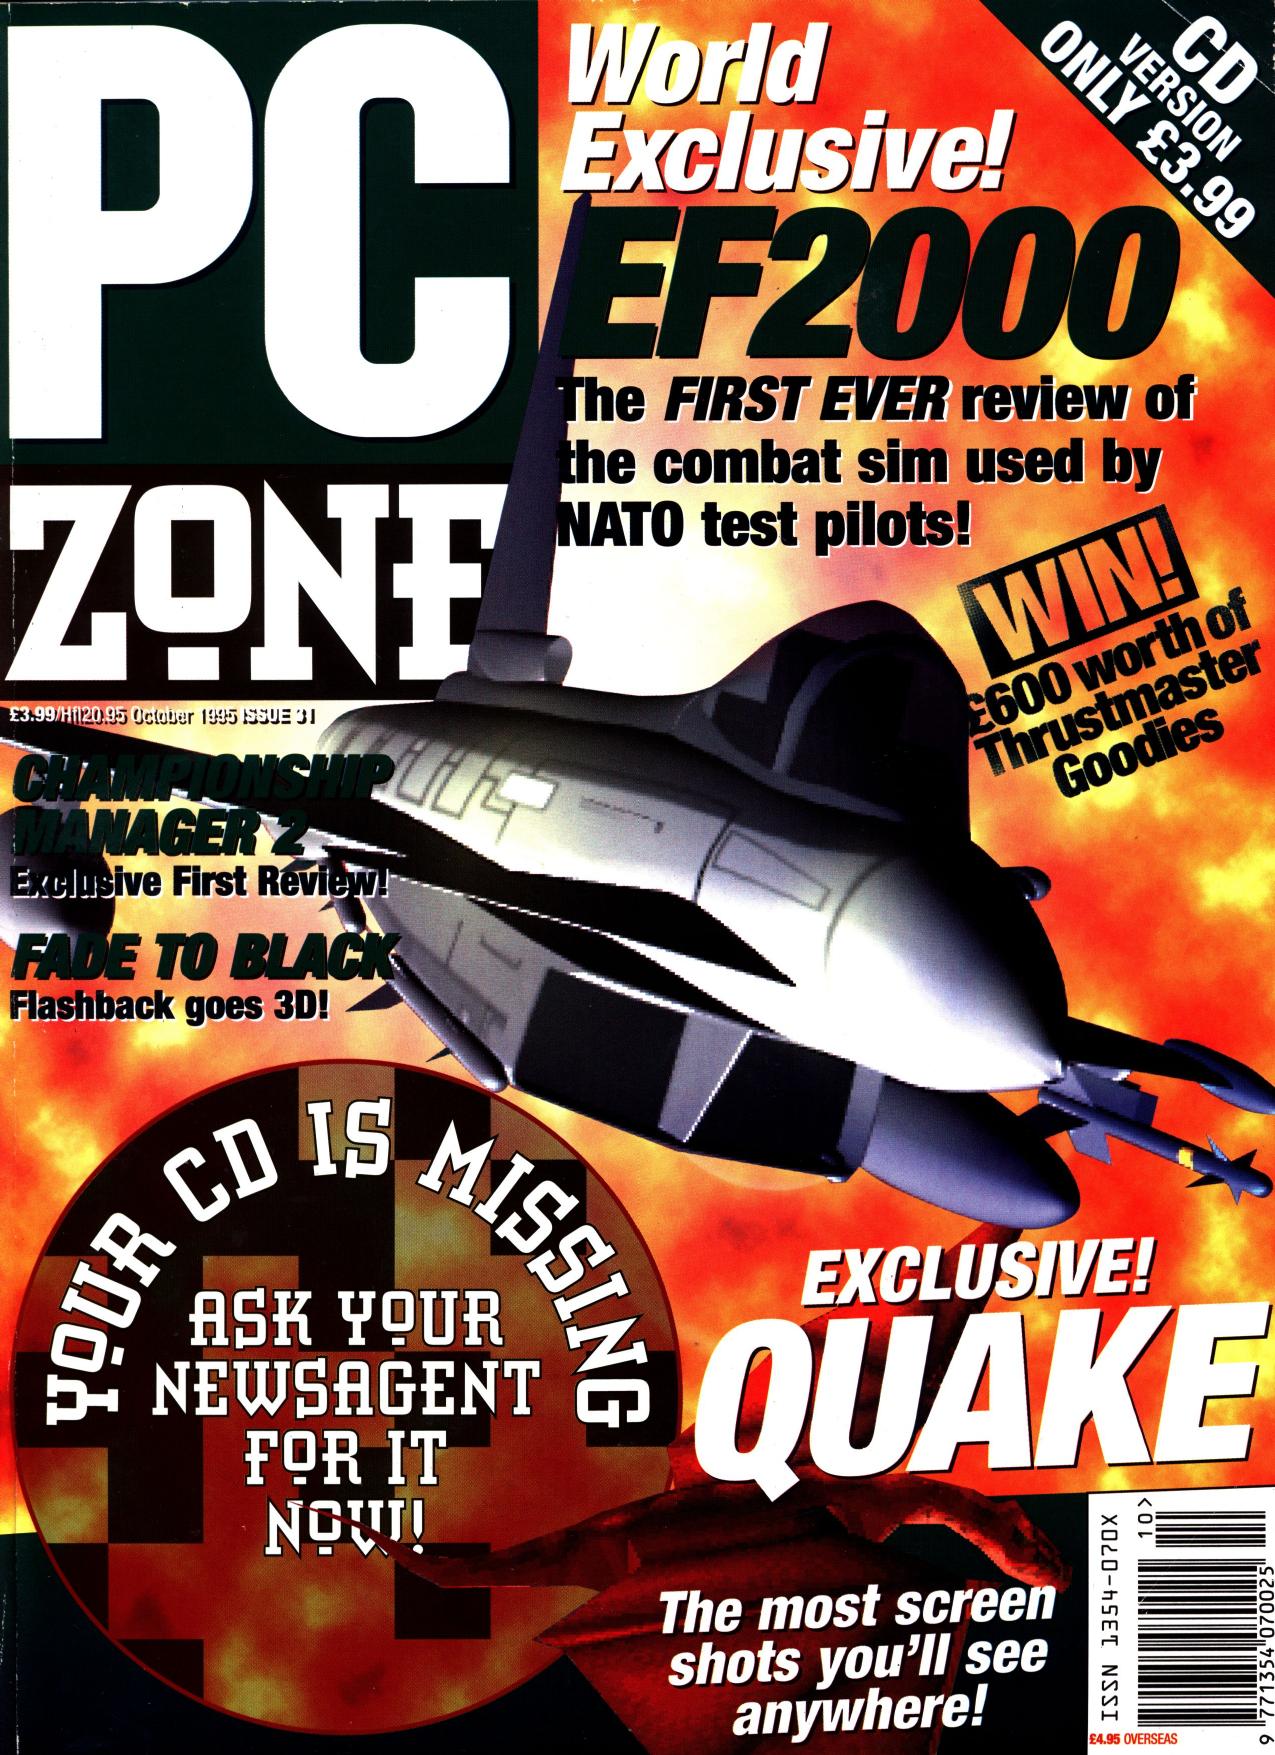 PC
ZONE
£3.99/Hfl20.95 October 1995 ISSUE 31
World
Exclusive!
EF2000
The FIRST EVER review of
the combat sim used by
NATO test pilots!
CD
VERSION
ONLY £3.99
WIN!
£600 worth of
Thrustmaster
Goodies
CHAMPIONSHIP
MANAGER 2
Exclusive First Review!
FADE TO BLACK
Flashback goes 3D!
YOUR CD IS MISSING
ASK YOUR
NEWSAGENT
FOR IT
NOW!
EXCLUSIVE!
QUAKE
The most screen
shots you'll see
anywhere!
ISSN 1354-070X
10>
9 771354 070025
£4.95 OVERSEAS